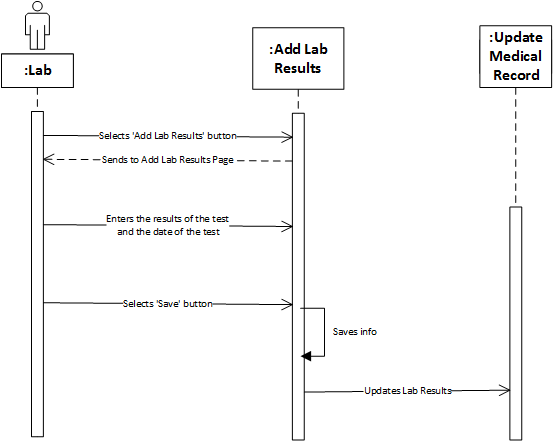 :Lab
:Add Lab
Results
:Update
Medical
Record
Selects 'Add Lab Results' button
Sends to Add Lab Results Page
Enters the results of the test
and the date of the test
Selects 'Save' button
Saves info
Updates Lab Results